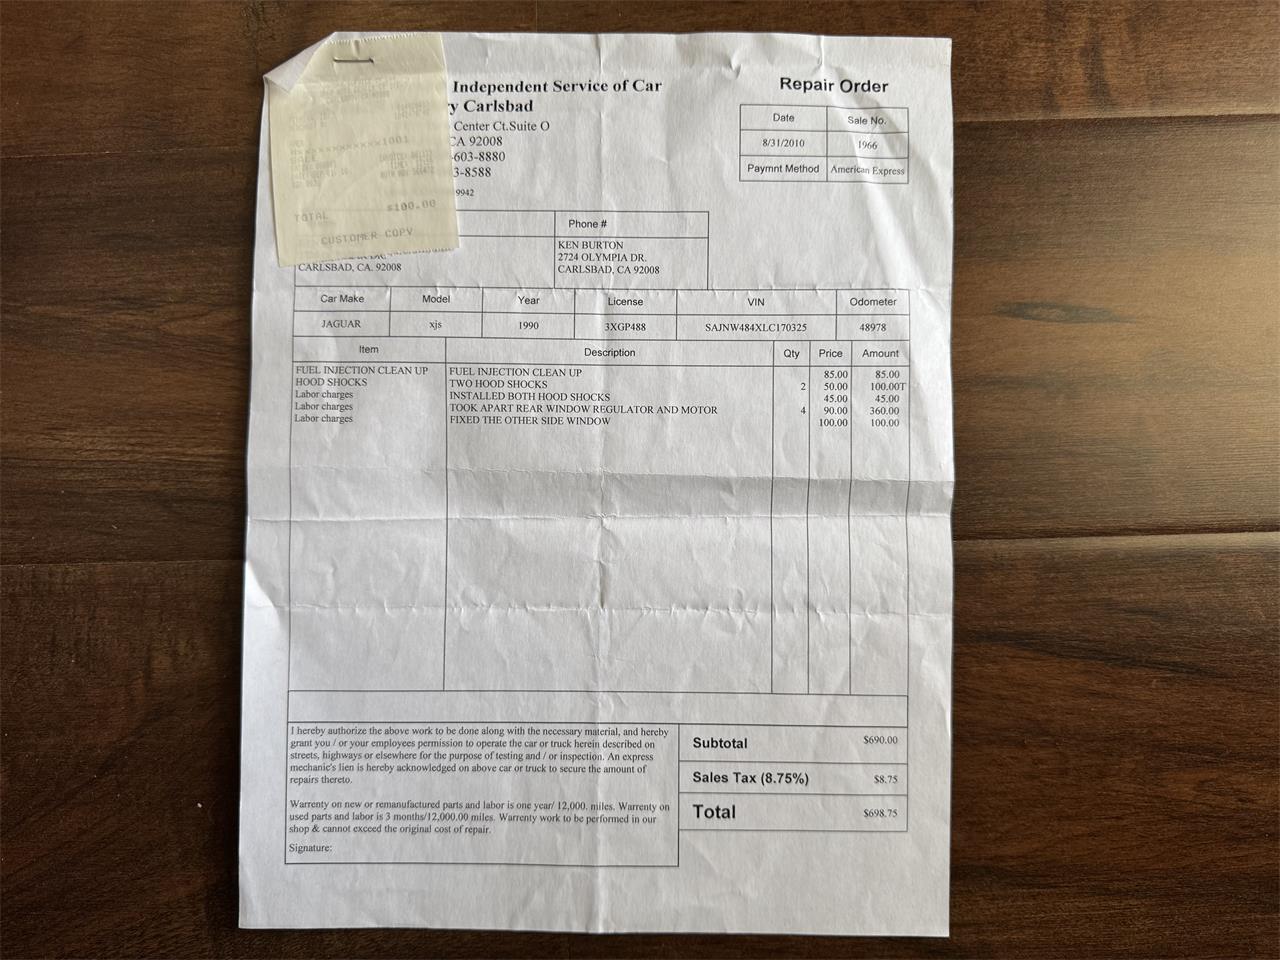 Independent Service of Car
y Carlsbad
Center Ct.Suite O
CA 92008
-603-8880
3-8588
9942
xxxxxxxxxxxx1001
SALE
TOTAL $100.00
CUSTOMER COPY
Repair Order
Date Sale No.
8/31/2010 1966
Paymnt Method American Express
Phone #
CARLSBAD, CA. 92008
KEN BURTON
2724 OLYMPIA DR.
CARLSBAD, CA 92008
Car Make Model Year License VIN Odometer
JAGUAR xjs 1990 3XGP488 SAJNW484XLC170325 48978
Item Description Qty Price Amount
FUEL INJECTION CLEAN UP FUEL INJECTION CLEAN UP 85.00 85.00
HOOD SHOCKS TWO HOOD SHOCKS 2 50.00 100.00T
Labor charges INSTALLED BOTH HOOD SHOCKS 45.00 45.00
Labor charges TOOK APART REAR WINDOW REGULATOR AND MOTOR 4 90.00 360.00
Labor charges FIXED THE OTHER SIDE WINDOW 100.00 100.00
I hereby authorize the above work to be done along with the necessary material, and hereby
grant you / or your employees permission to operate the car or truck herein described on
streets, highways or elsewhere for the purpose of testing and / or inspection. An express
mechanic's lien is hereby acknowledged on above car or truck to secure the amount of
repairs thereto.
Warrenty on new or remanufactured parts and labor is one year/ 12,000. miles. Warrenty on
used parts and labor is 3 months/12,000.00 miles. Warrenty work to be performed in our
shop & cannot exceed the original cost of repair.
Signature:
Subtotal $690.00
Sales Tax (8.75%) $8.75
Total $698.75